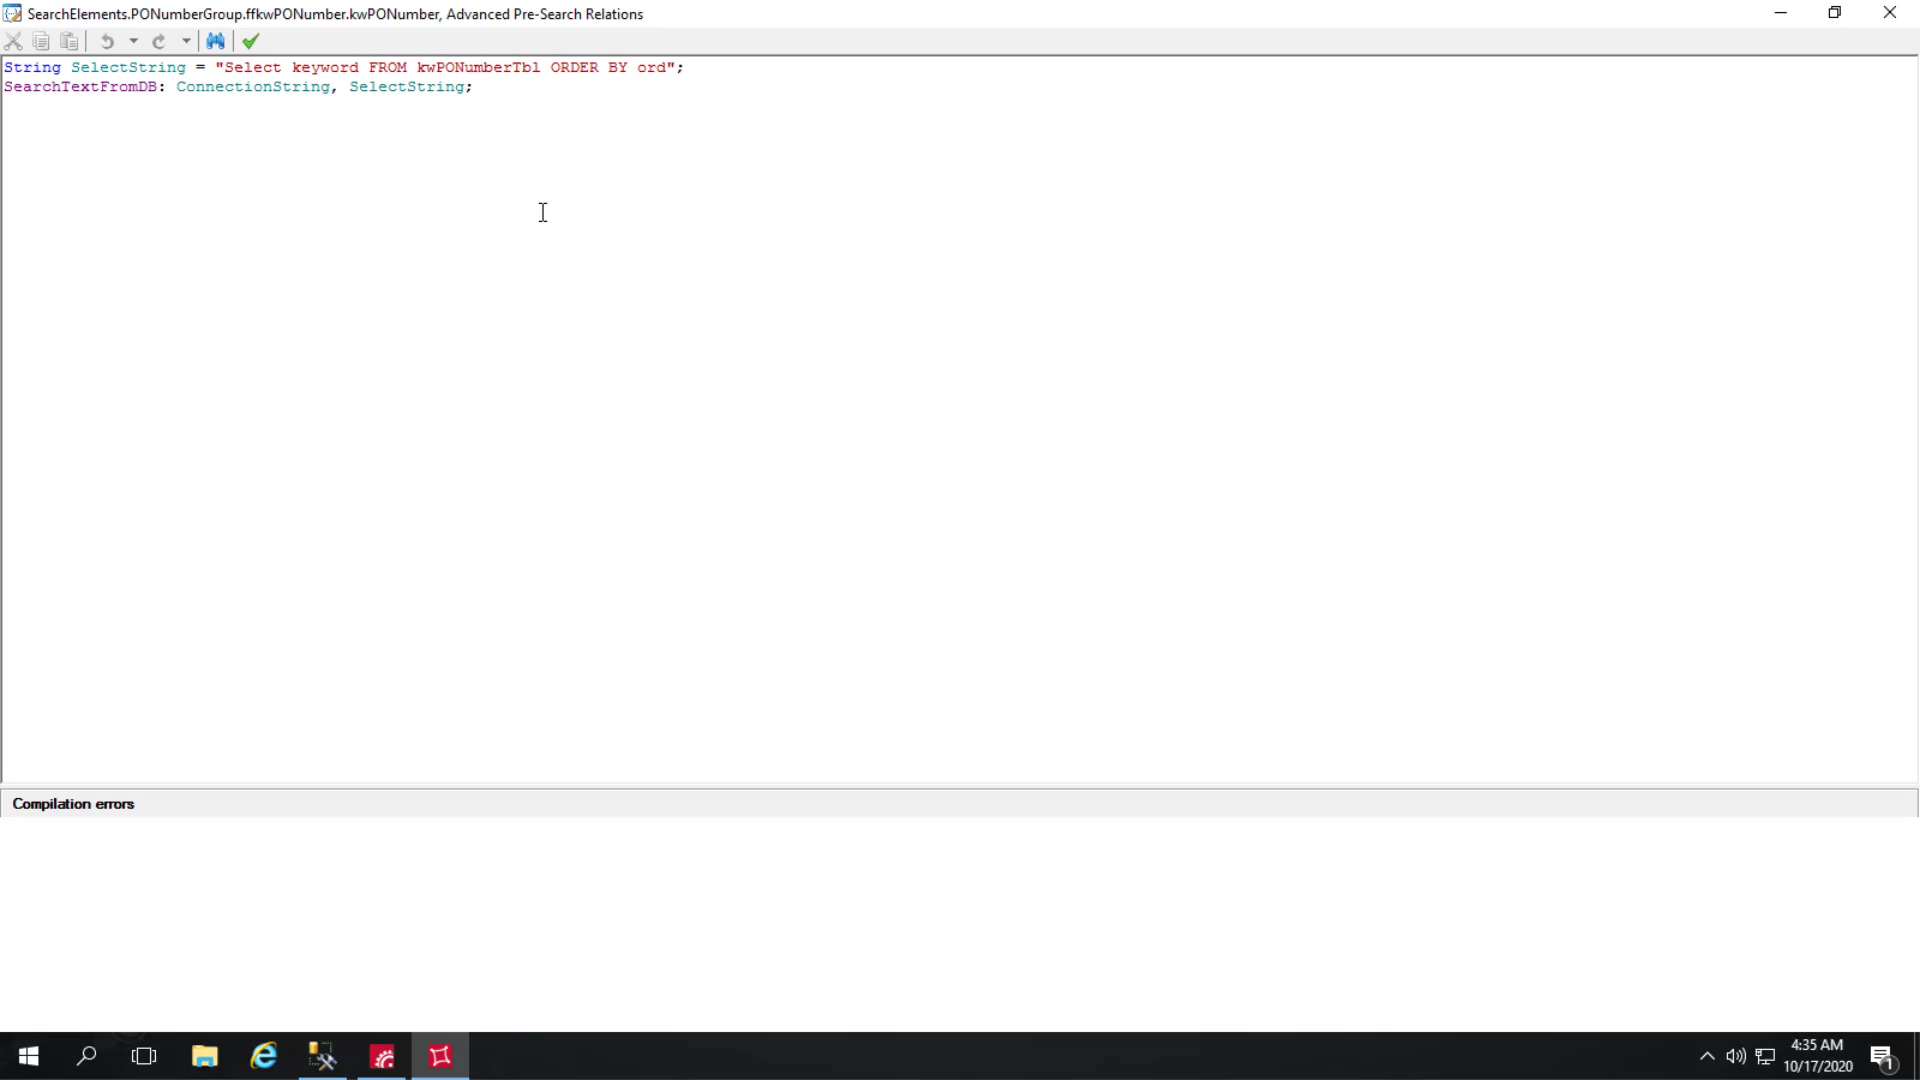 SearchElements.PONumberGroup.ffkwPONumber.kwPONumber, Advanced Pre-Search Relations
String SelectString = "Select keyword FROM kwPONumberTbl ORDER BY ord";
SearchTextFromDB: ConnectionString, SelectString;
Compilation errors
4:35 AM
10/17/2020
1